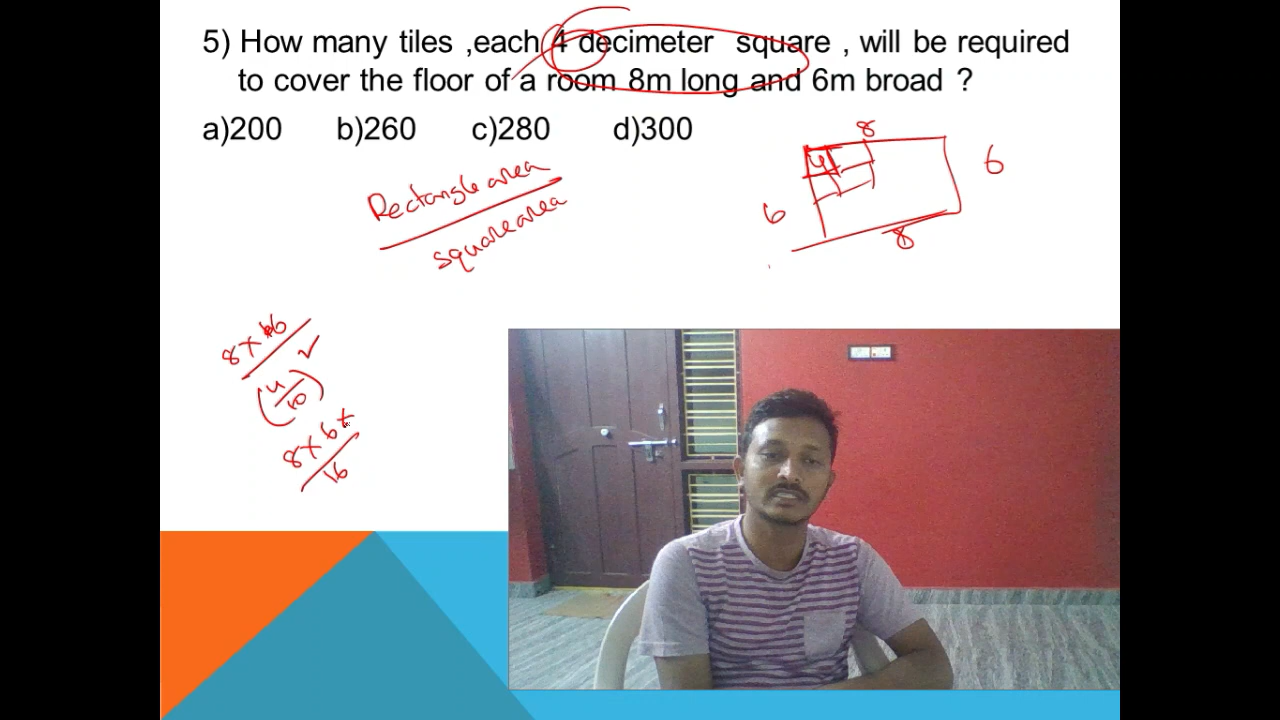 5) How many tiles ,each 4 decimeter square , will be required
to cover the floor of a room 8m long and 6m broad ?
a)200 b)260 c)280 d)300
Rectangle area
square area
8
4
6
6
8
8 x 6
(4/10)
8 x 6 x
16